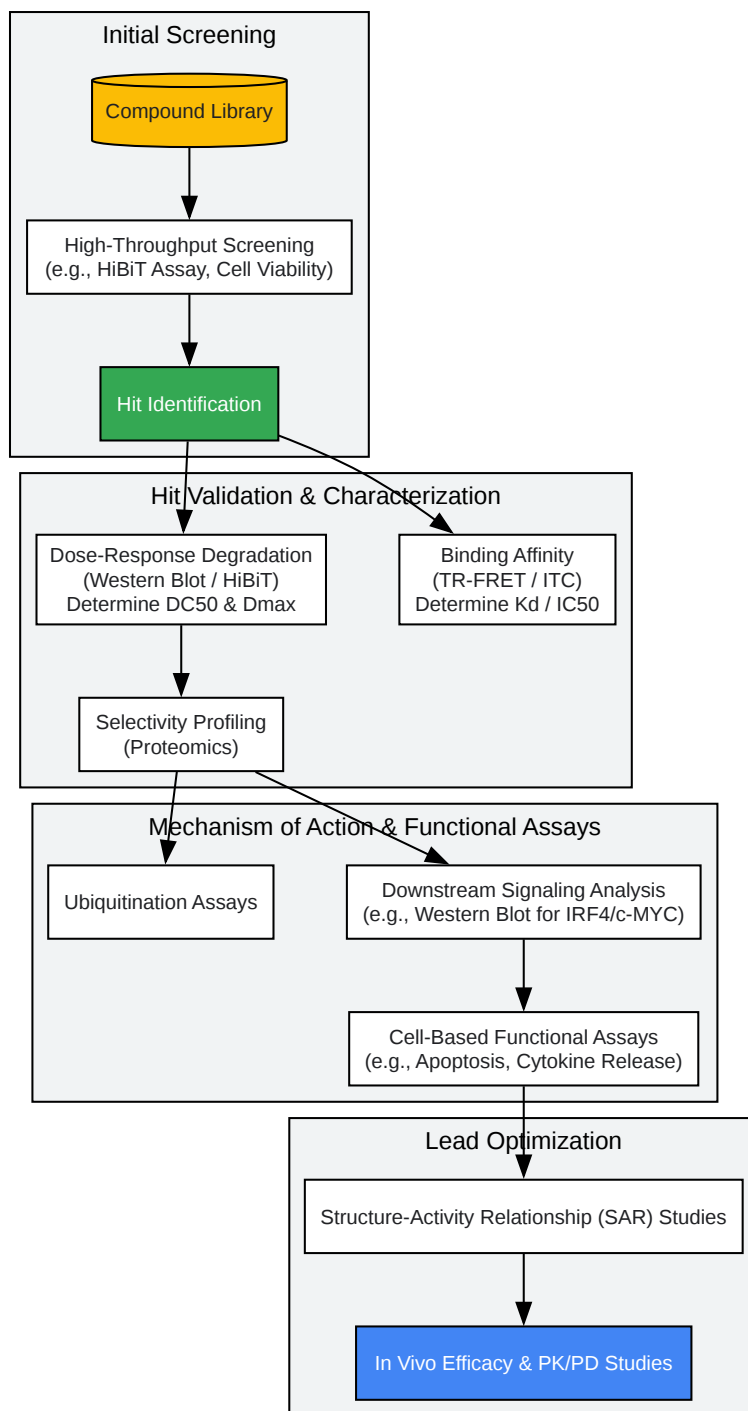 Initial Screening
Compound Library
High-Throughput Screening
(e.g., HiBiT Assay, Cell Viability)
Hit Identification
Hit Validation & Characterization
Dose-Response Degradation
(Western Blot / HiBiT)
Determine DC50 & Dmax
Binding Affinity
(TR-FRET / ITC)
Determine Kd / IC50
Selectivity Profiling
(Proteomics)
Mechanism of Action & Functional Assays
Ubiquitination Assays
Downstream Signaling Analysis
(e.g., Western Blot for IRF4/c-MYC)
Cell-Based Functional Assays
(e.g., Apoptosis, Cytokine Release)
Lead Optimization
Structure-Activity Relationship (SAR) Studies
In Vivo Efficacy & PK/PD Studies